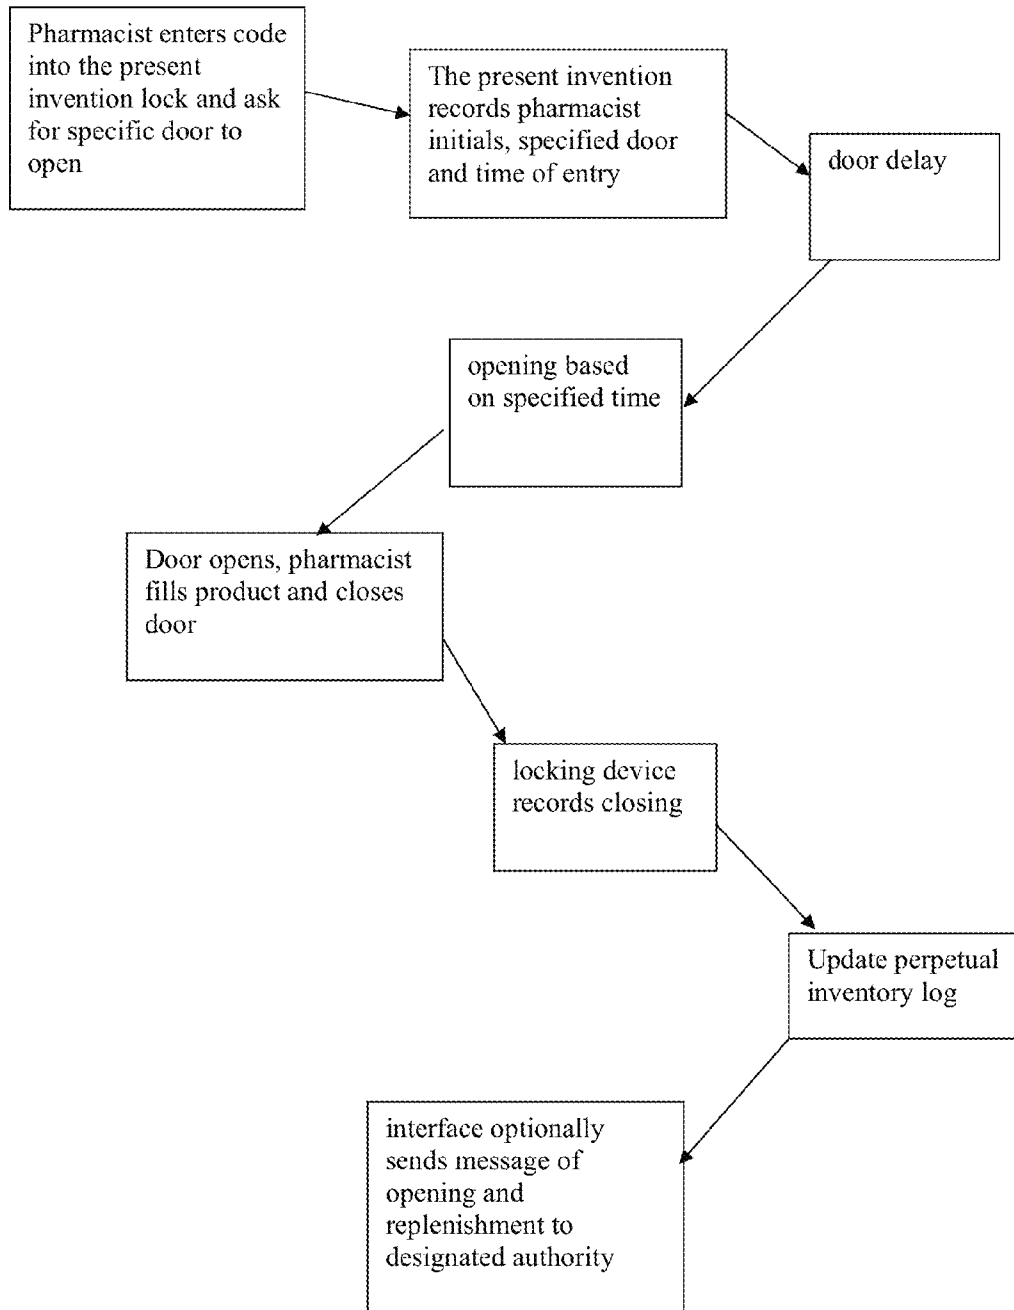 Pharmacist enters code
into the present
invention lock and ask
for specific door to
open
The present invention
records pharmacist
initials, specified door
and time of entry
door delay
opening based
on specified time
Door opens, pharmacist
fills product and closes
door
locking device
records closing
Update perpetual
inventory log
interface optionally
sends message of
opening and
replenishment to
designated authority